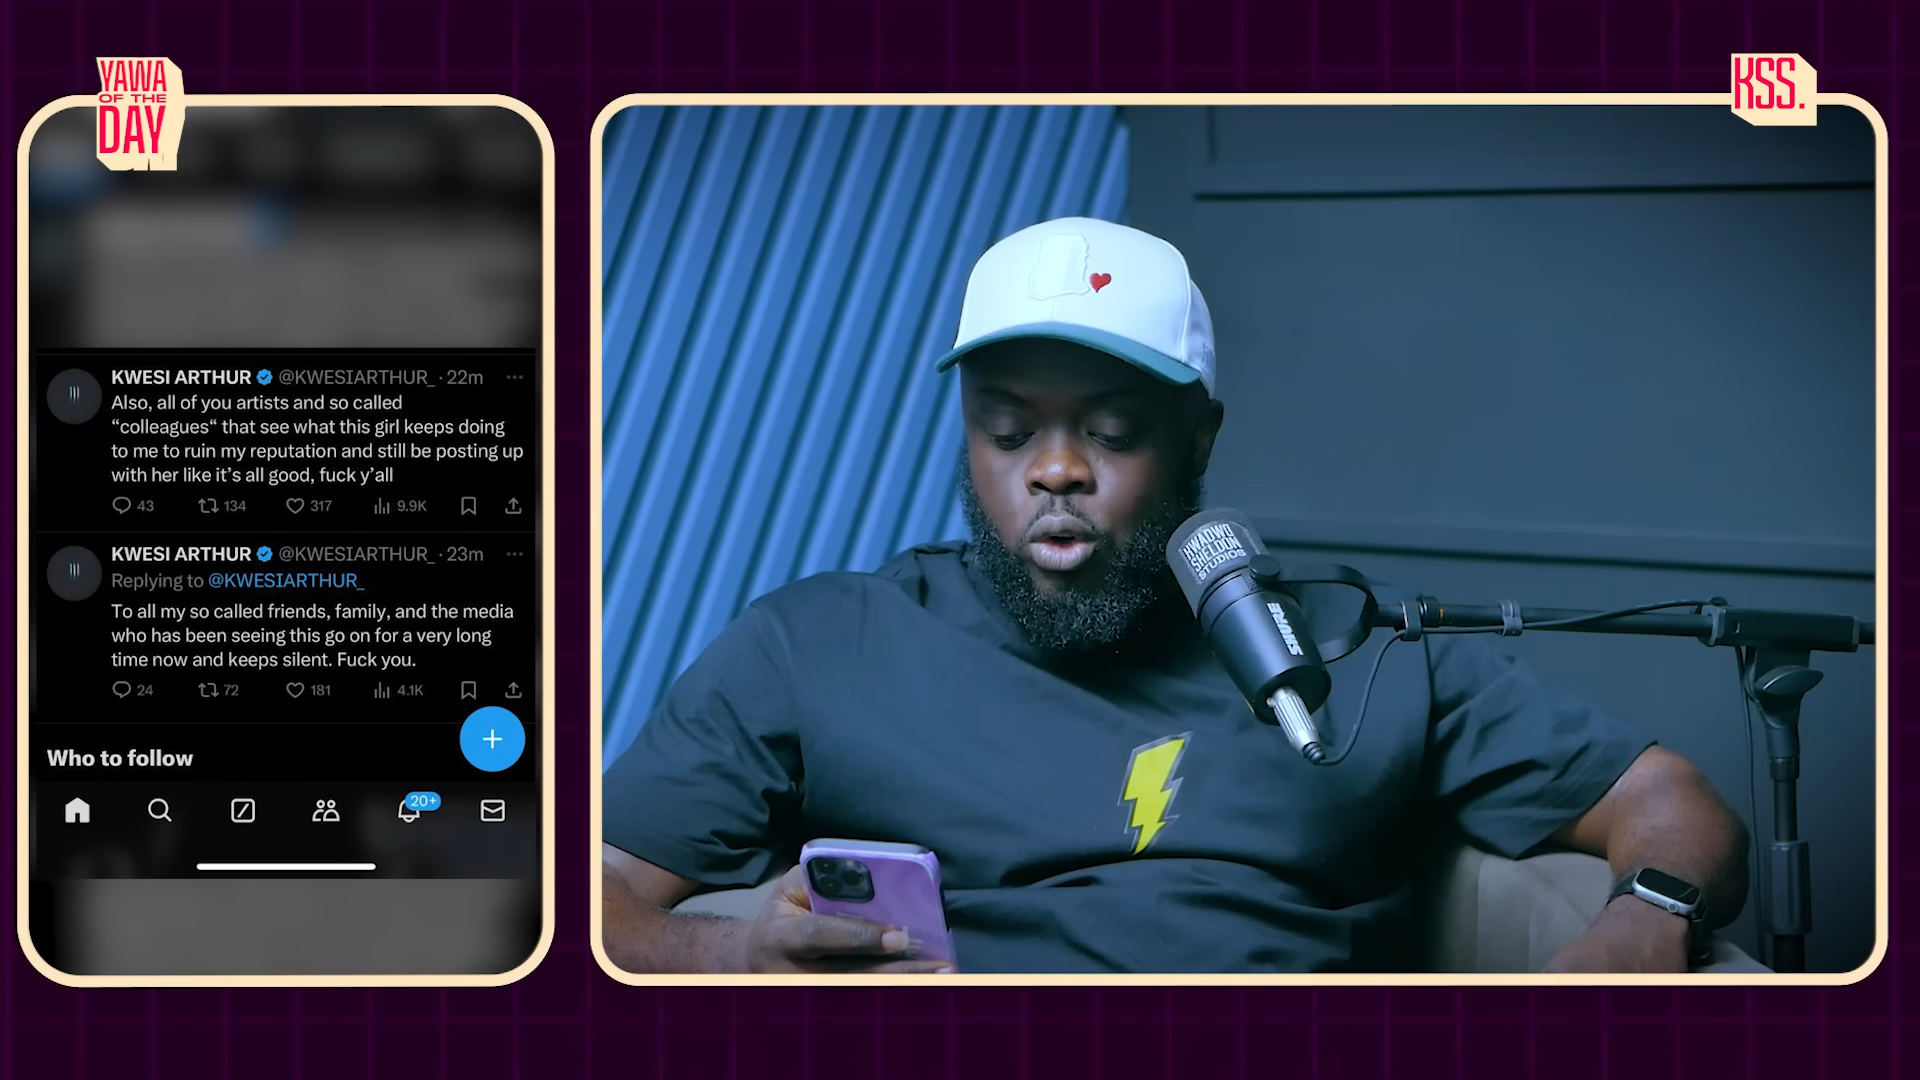 YAWA
OF THE
DAY
KSS.
KWESI ARTHUR @KWESIARTHUR_ · 22m
Also, all of you artists and so called
“colleagues“ that see what this girl keeps doing
to me to ruin my reputation and still be posting up
with her like it’s all good, fuck y’all
43 134 317 9.9K
KWESI ARTHUR @KWESIARTHUR_ · 23m
Replying to @KWESIARTHUR_
To all my so called friends, family, and the media
who has been seeing this go on for a very long
time now and keeps silent. Fuck you.
24 72 181 4.1K
Who to follow
20+
KWADWO
SHELDON
STUDIOS
SHURE